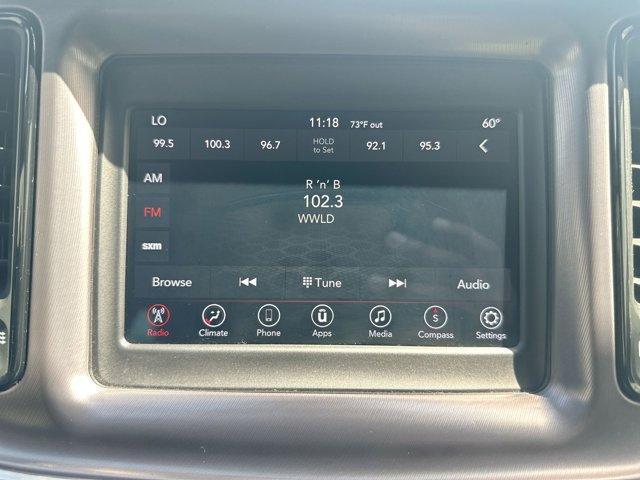 LO 11:18 73°F out 60°
99.5 100.3 96.7 HOLD to Set 92.1 95.3
AM
R 'n' B
FM 102.3
WWLD
sxm
Browse Tune Audio
Radio Climate Phone Apps Media Compass Settings
S